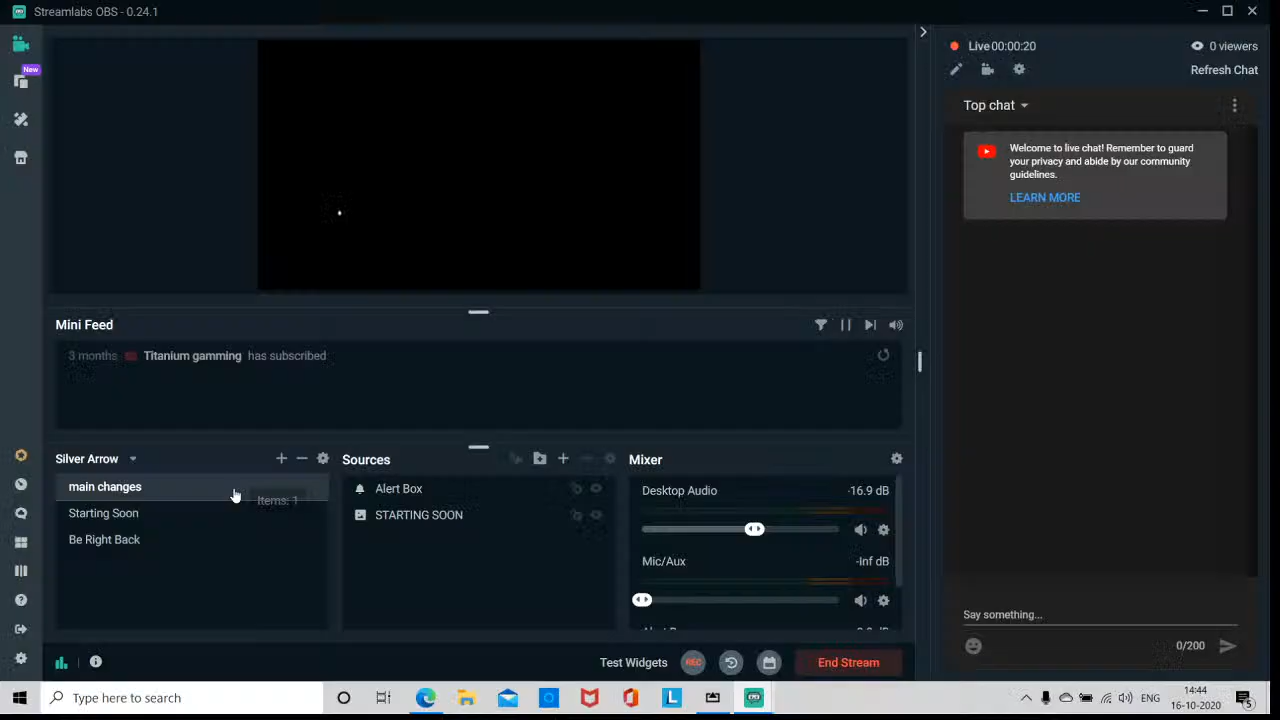 Streamlabs OBS - 0.24.1
New
Live 00:00:20
0 viewers
Refresh Chat
Top chat
Welcome to live chat! Remember to guard
your privacy and abide by our community
guidelines.
LEARN MORE
Mini Feed
3 months Titanium gamming has subscribed
Silver Arrow
Sources
Mixer
main changes
Items: 1
Starting Soon
Be Right Back
Alert Box
STARTING SOON
Desktop Audio -16.9 dB
Mic/Aux -Inf dB
Say something...
0/200
Test Widgets
REC
End Stream
Type here to search
ENG
14:44
16-10-2020
5